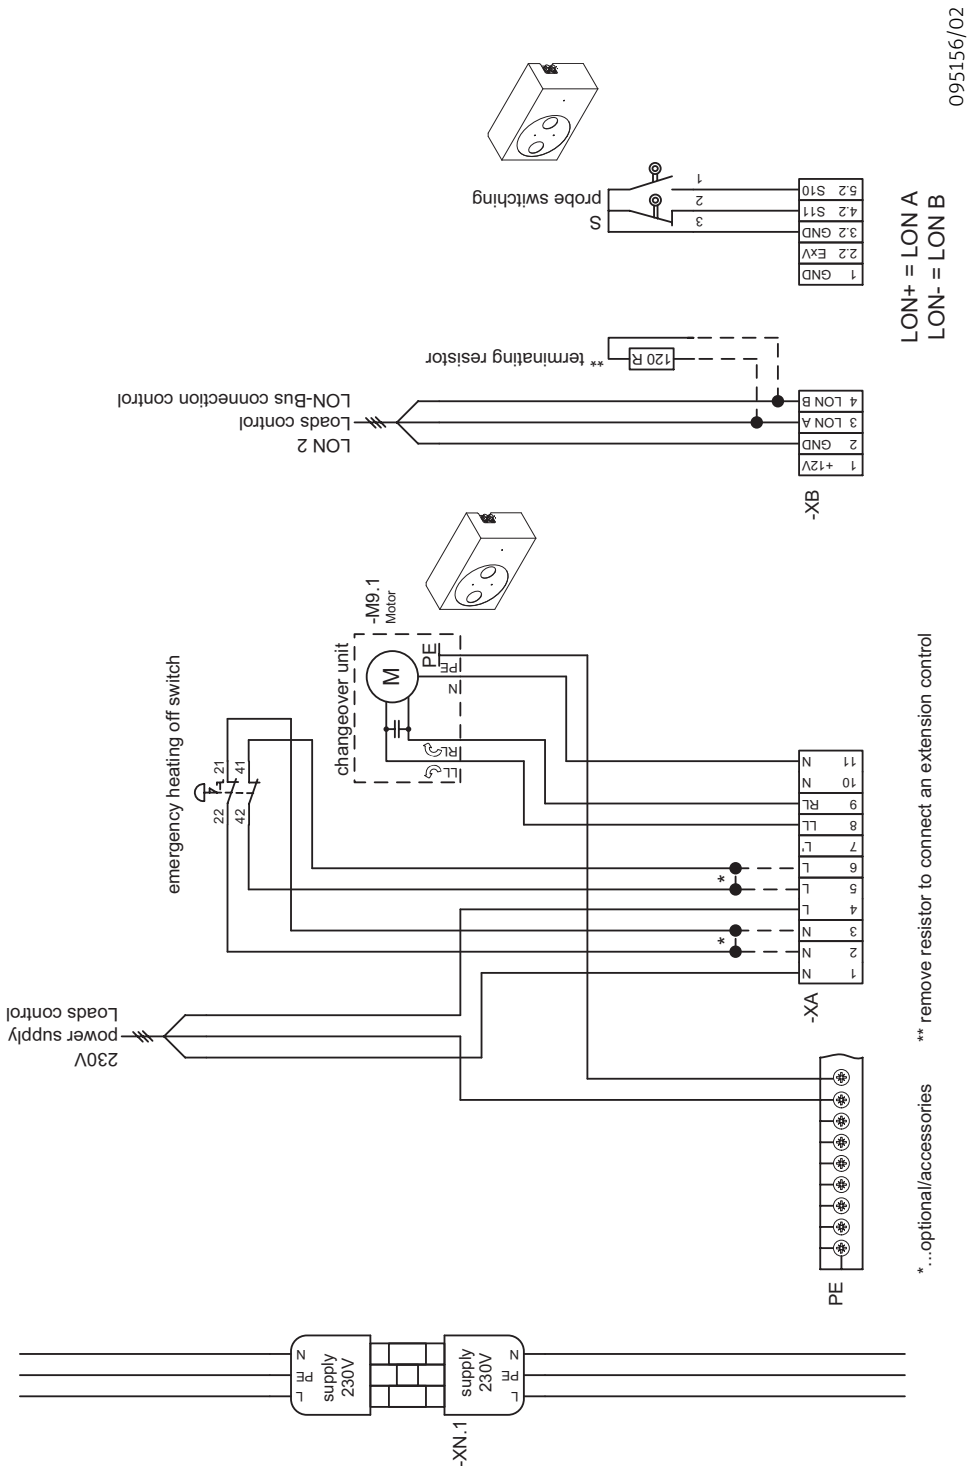 095156/02
S
probe switching
1
2
3
5.2 S10
4.2 S11
3.2 GND
2.2 ExV
1 GND
LON+ = LON A
LON- = LON B
** terminating resistor
120 R
LON 2
Loads control
LON-Bus connection control
4 LON B
3 LON A
2 GND
1 +12V
-XB
-M9.1
Motor
changeover unit
M
PE
PE
N
RL
LL
emergency heating off switch
21
22
41
42
11 N
10 N
9 RL
8 LL
7 L'
6 L
5 L
4 L
3 N
2 N
1 N
*
*
-XA
230V
power supply
Loads control
PE
*...optional/accessories
** remove resistor to connect an extension control
N
PE
L
supply
230V
supply
230V
N
PE
L
-XN.1